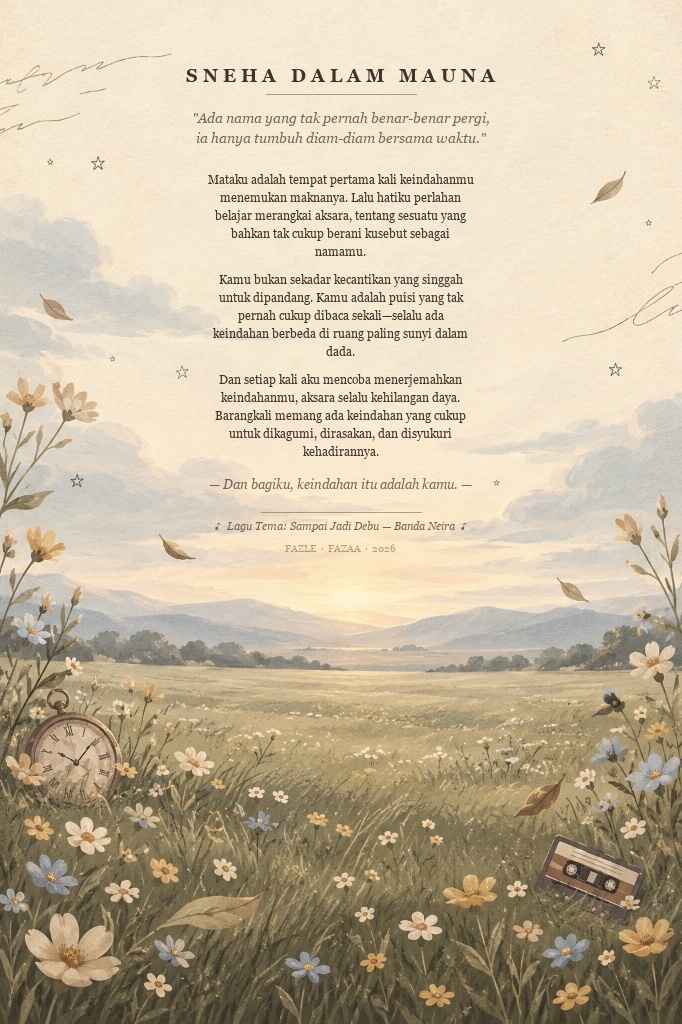 SNEHA DALAM MAUNA
"Ada nama yang tak pernah benar-benar pergi,
ia hanya tumbuh diam-diam bersama waktu."
Mataku adalah tempat pertama kali keindahanmu
menemukan maknanya. Lalu hatiku perlahan
belajar merangkai aksara, tentang sesuatu yang
bahkan tak cukup berani kusebut sebagai
namamu.
Kamu bukan sekadar kecantikan yang singgah
untuk dipandang. Kamu adalah puisi yang tak
pernah cukup dibaca sekali—selalu ada
keindahan berbeda di ruang paling sunyi dalam
dada.
Dan setiap kali aku mencoba menerjemahkan
keindahanmu, aksara selalu kehilangan daya.
Barangkali memang ada keindahan yang cukup
untuk dikagumi, dirasakan, dan disyukuri
kehadirannya.
— Dan bagiku, keindahan itu adalah kamu. —
♪ Lagu Tema: Sampai Jadi Debu — Banda Neira ♪
FAZLE · FAZAA · 2026